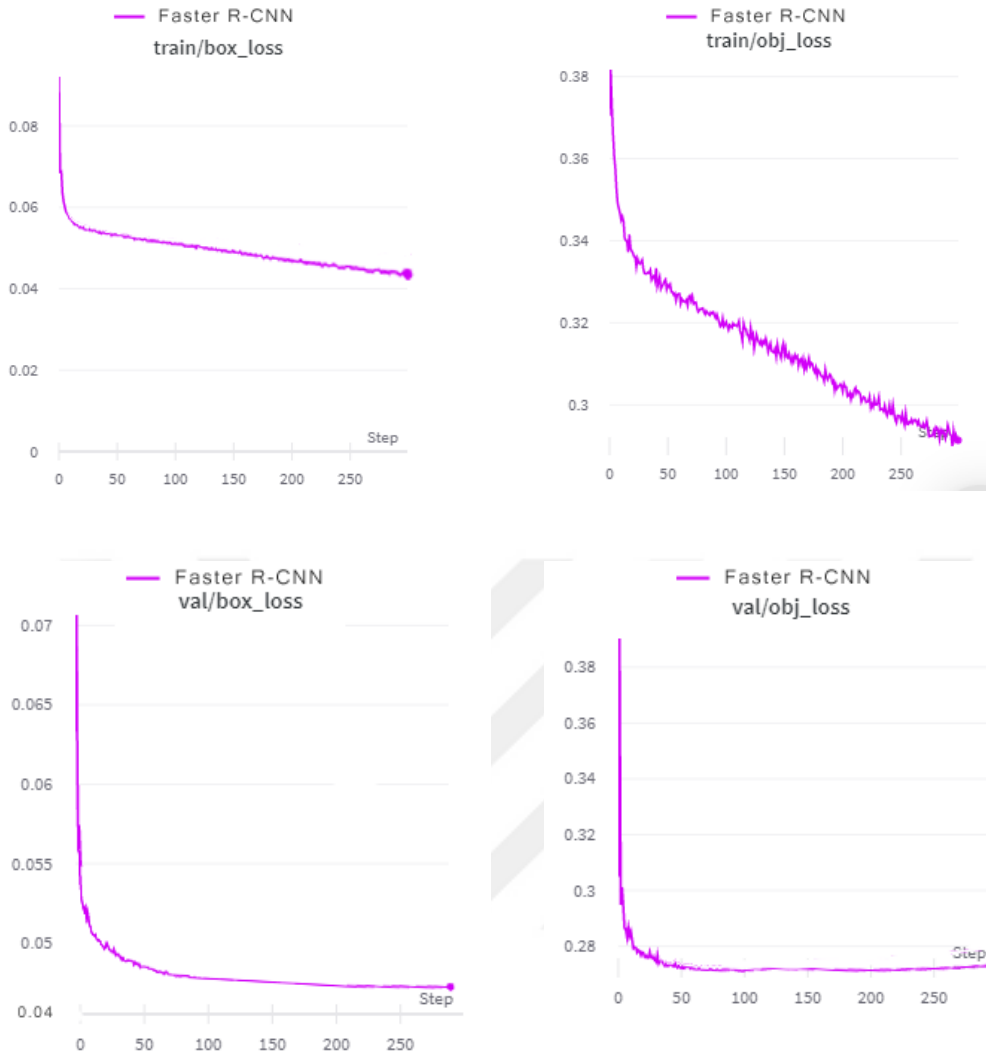 Faster R-CNN
train/box_loss
0.08
0.06
0.04
0.02
0
Step
0 50 100 150 200 250
Faster R-CNN
train/obj_loss
0.38
0.36
0.34
0.32
0.3
Step
0 50 100 150 200 250
Faster R-CNN
val/box_loss
0.07
0.065
0.06
0.055
0.05
0.04
Step
0 50 100 150 200 250
Faster R-CNN
val/obj_loss
0.38
0.36
0.34
0.32
0.3
0.28
Step
0 50 100 150 200 250